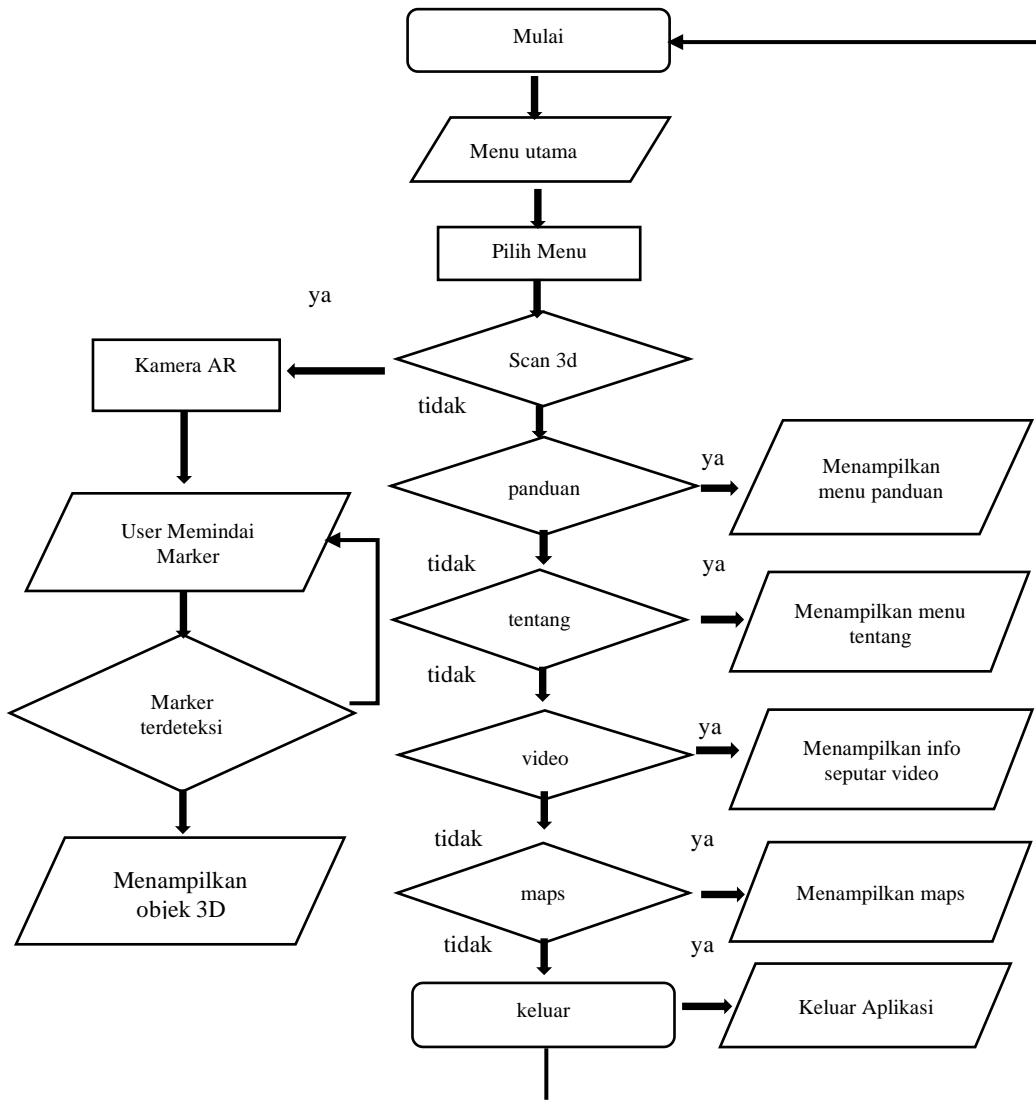 Mulai
Menu utama
Pilih Menu
ya
Scan 3d
Kamera AR
tidak
ya
panduan
Menampilkan
menu panduan
User Memindai
Marker
tidak
ya
tentang
Menampilkan menu
tentang
tidak
Marker
terdeteksi
ya
video
Menampilkan info
seputar video
tidak
ya
Menampilkan
objek 3D
maps
Menampilkan maps
tidak
ya
keluar
Keluar Aplikasi